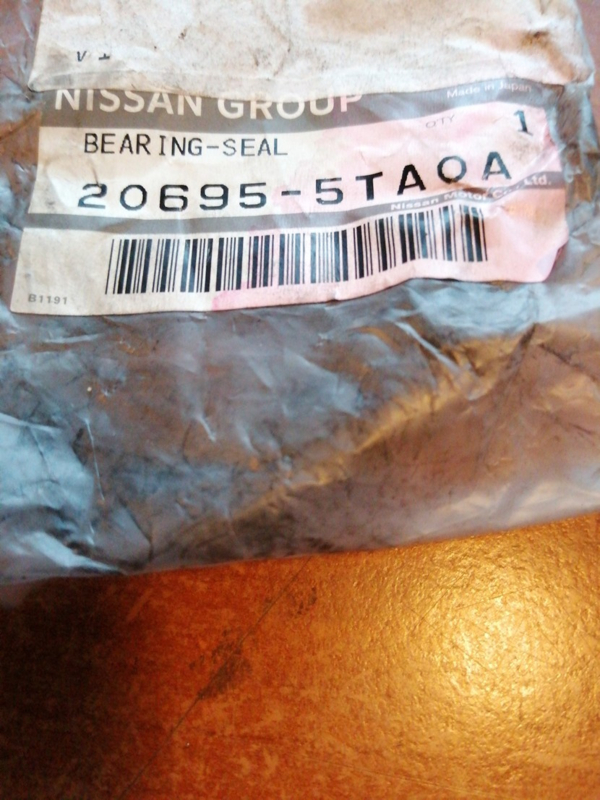 NISSAN GROUP
Made in Japan
QTY 1
BEARING-SEAL
20695-5TA0A
Nissan Motor Co., Ltd.
B1191